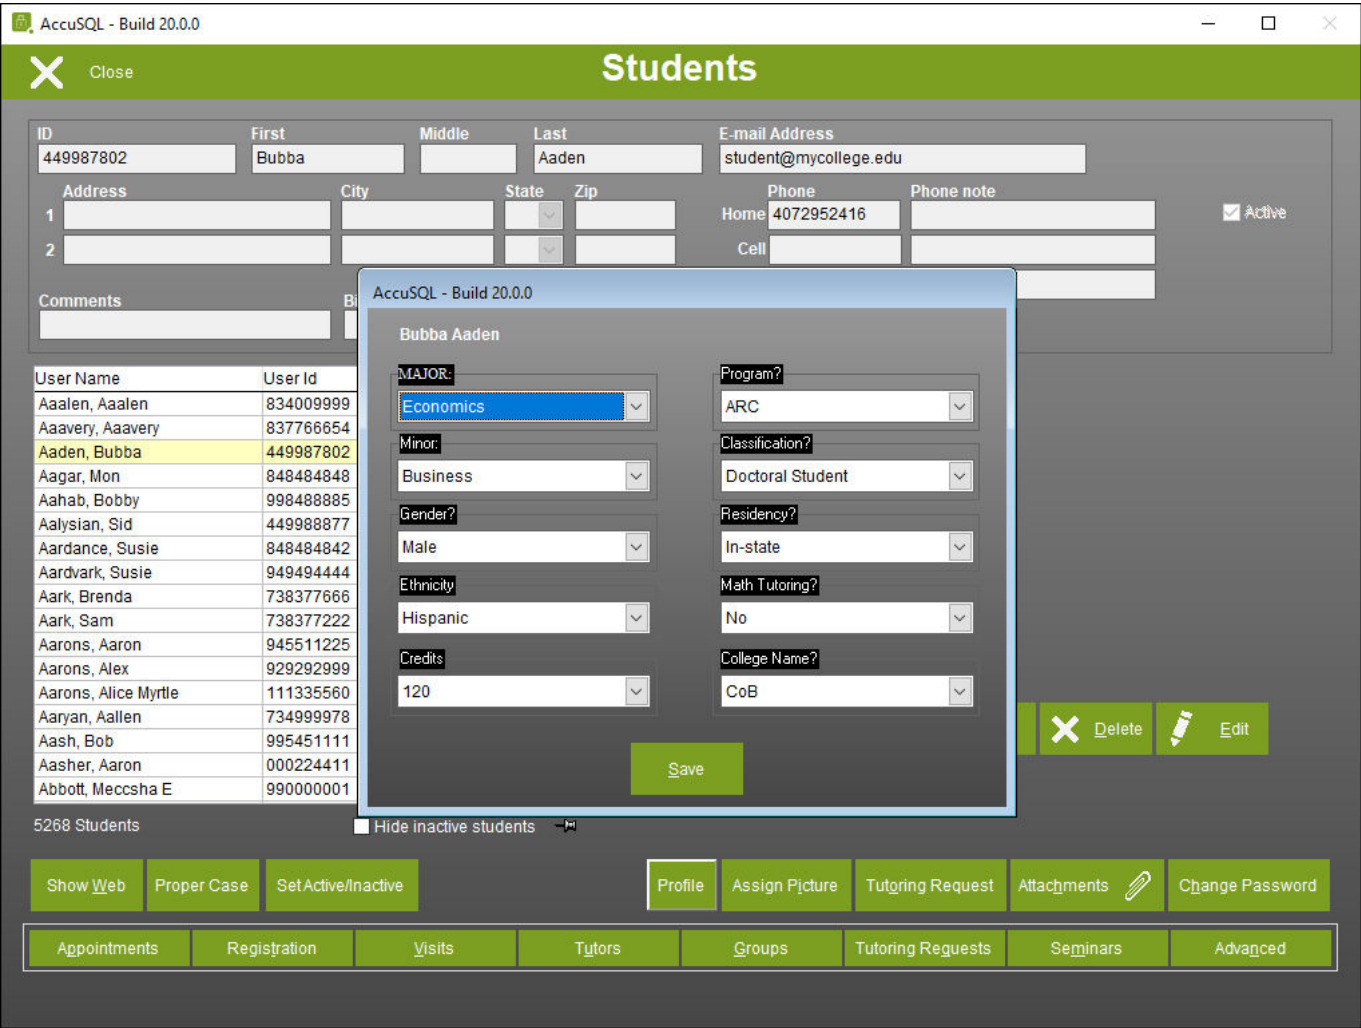 AccuSQL - Build 20.0.0
Close
Students
ID First Middle Last E-mail Address
449987802 Bubba Aaden student@mycollege.edu
Address City State Zip Phone Phone note
1 Home 4072952416 Active
2 Cell
Comments Bi
AccuSQL - Build 20.0.0
Bubba Aaden
MAJOR: Program?
Economics ARC
Minor: Classification?
Business Doctoral Student
Gender? Residency?
Male In-state
Ethnicity Math Tutoring?
Hispanic No
Credits College Name?
120 CoB
Save
User Name User Id
Aaalen, Aaalen 834009999
Aaavery, Aaavery 837766654
Aaden, Bubba 449987802
Aagar, Mon 848484848
Aahab, Bobby 998488885
Aalysian, Sid 449988877
Aardance, Susie 848484842
Aardvark, Susie 949494444
Aark, Brenda 738377666
Aark, Sam 738377222
Aarons, Aaron 945511225
Aarons, Alex 929292999
Aarons, Alice Myrtle 111335560
Aaryan, Aallen 734999978
Aash, Bob 995451111
Aasher, Aaron 000224411
Abbott, Meccsha E 990000001
Delete Edit
5268 Students Hide inactive students
Show Web Proper Case Set Active/Inactive Profile Assign Picture Tutoring Request Attachments Change Password
Appointments Registration Visits Tutors Groups Tutoring Reguests Seminars Advanced